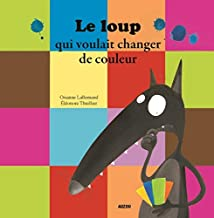 Le loup
qui voulait changer
de couleur
Orianne Lallemand
Éléonore Thuillier
AUZOU